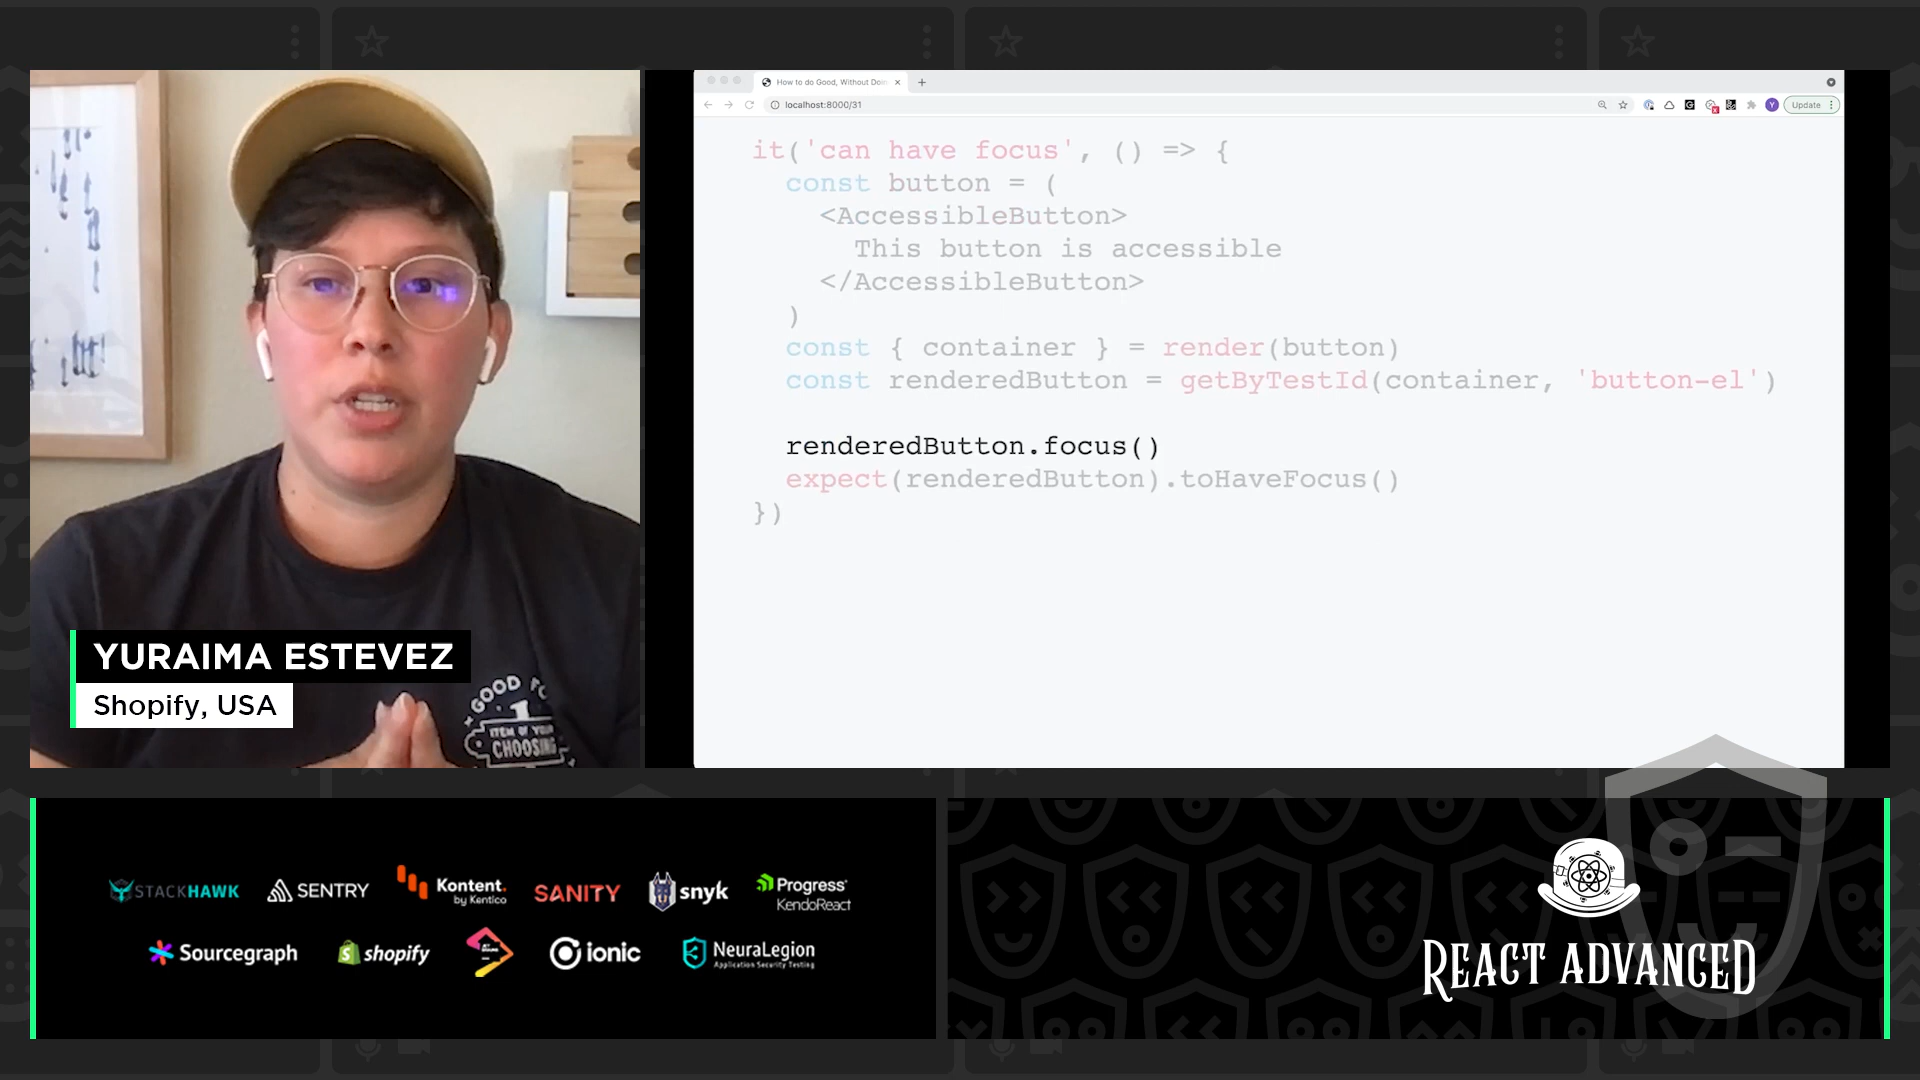 How to do Good, Without Dom
localhost:8000/31
Update
it('can have focus', () => {
const button = (
<AccessibleButton>
This button is accessible
</AccessibleButton>
)
const { container } = render(button)
const renderedButton = getByTestId(container, 'button-el')
renderedButton.focus()
expect(renderedButton).toHaveFocus()
})
YURAIMA ESTEVEZ
Shopify, USA
GOOD FO
1
ITEM OF YOUR
CHOOSING
STACKHAWK
SENTRY
Kontent.
by Kentico
SANITY
snyk
Progress
KendoReact
Sourcegraph
shopify
ionic
NeuraLegion
Application Security Testing
REACT ADVANCED